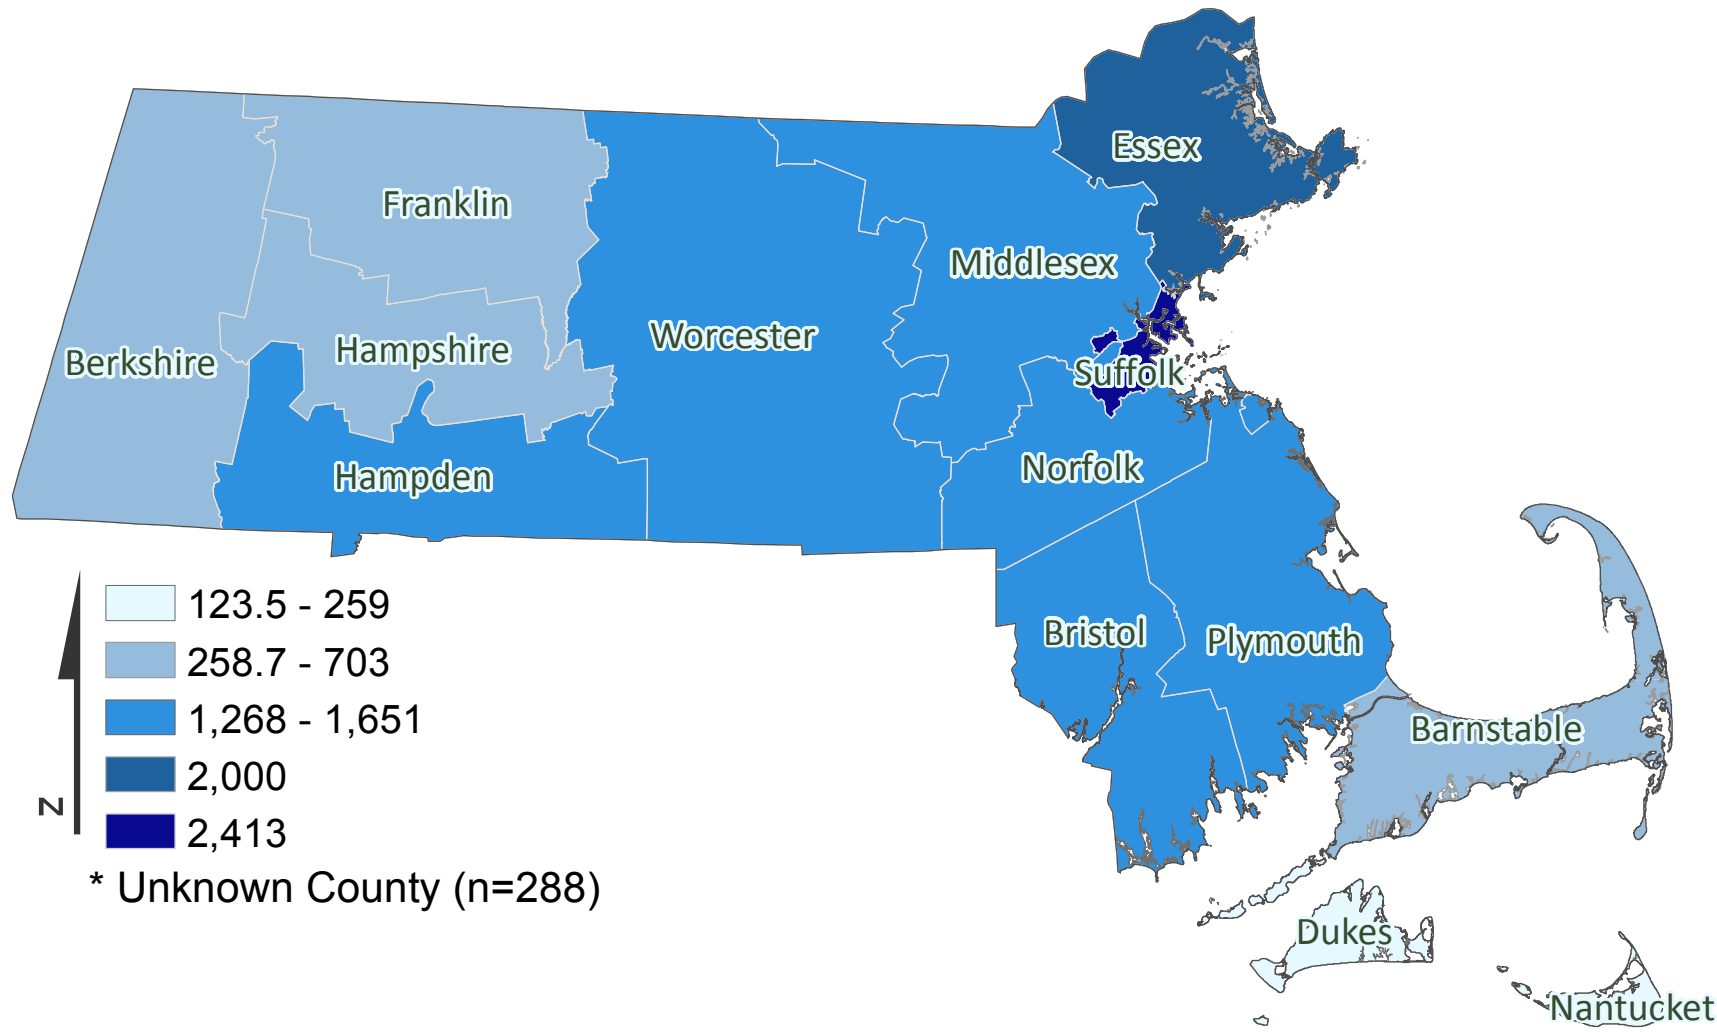 Essex
Franklin
Middlesex
Worcester
Hampshire
Berkshire
Suffolk
Norfolk
Hampden
Bristol
Plymouth
Barnstable
Dukes
Nantucket
123.5 - 259
258.7 - 703
1,268 - 1,651
2,000
2,413
* Unknown County (n=288)
N